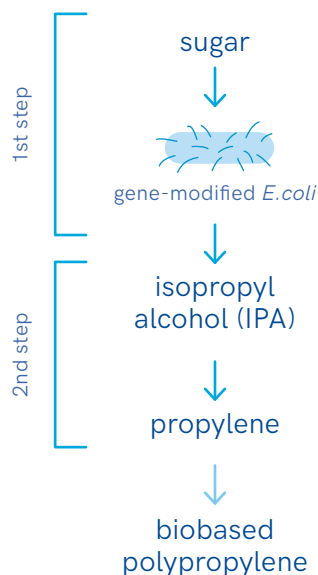 1st step
sugar
gene-modified E.coli
2nd step
isopropyl
alcohol (IPA)
propylene
biobased
polypropylene